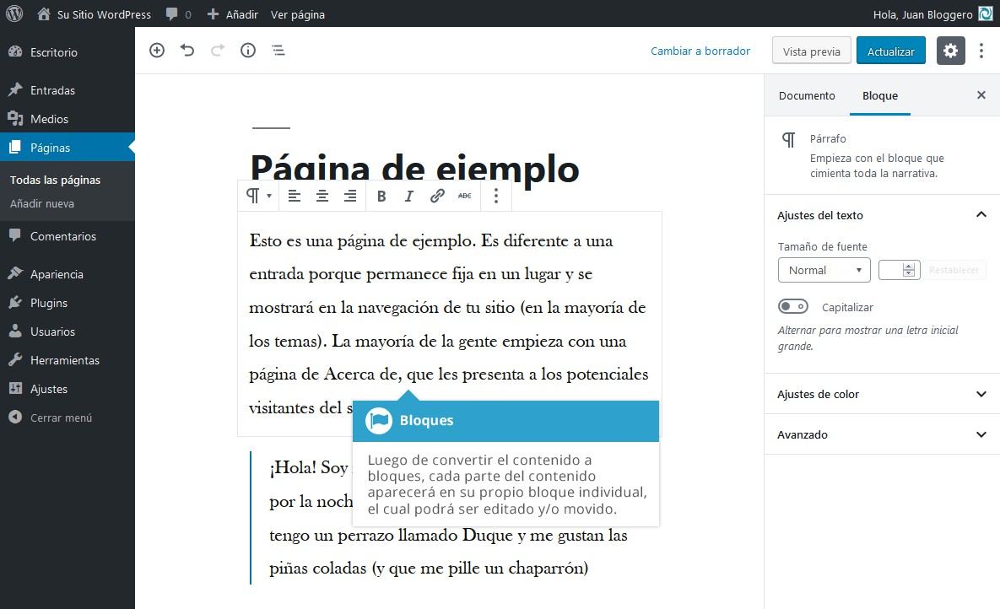 Su Sitio WordPress 0 Añadir Ver página Hola, Juan Bloggero
Escritorio
Entradas
Medios
Páginas
Todas las páginas
Añadir nueva
Comentarios
Apariencia
Plugins
Usuarios
Herramientas
Ajustes
Cerrar menú
Cambiar a borrador Vista previa Actualizar
Página de ejemplo
B I ABC
Esto es una página de ejemplo. Es diferente a una
entrada porque permanece fija en un lugar y se
mostrará en la navegación de tu sitio (en la mayoría de
los temas). La mayoría de la gente empieza con una
página de Acerca de, que les presenta a los potenciales
visitantes del s
Bloques
Luego de convertir el contenido a
bloques, cada parte del contenido
aparecerá en su propio bloque individual,
el cual podrá ser editado y/o movido.
¡Hola! Soy
por la noch
tengo un perrazo llamado Duque y me gustan las
piñas coladas (y que me pille un chaparrón)
Documento Bloque
Párrafo
Empieza con el bloque que
cimienta toda la narrativa.
Ajustes del texto
Tamaño de fuente
Normal Restablecer
Capitalizar
Alternar para mostrar una letra inicial
grande.
Ajustes de color
Avanzado